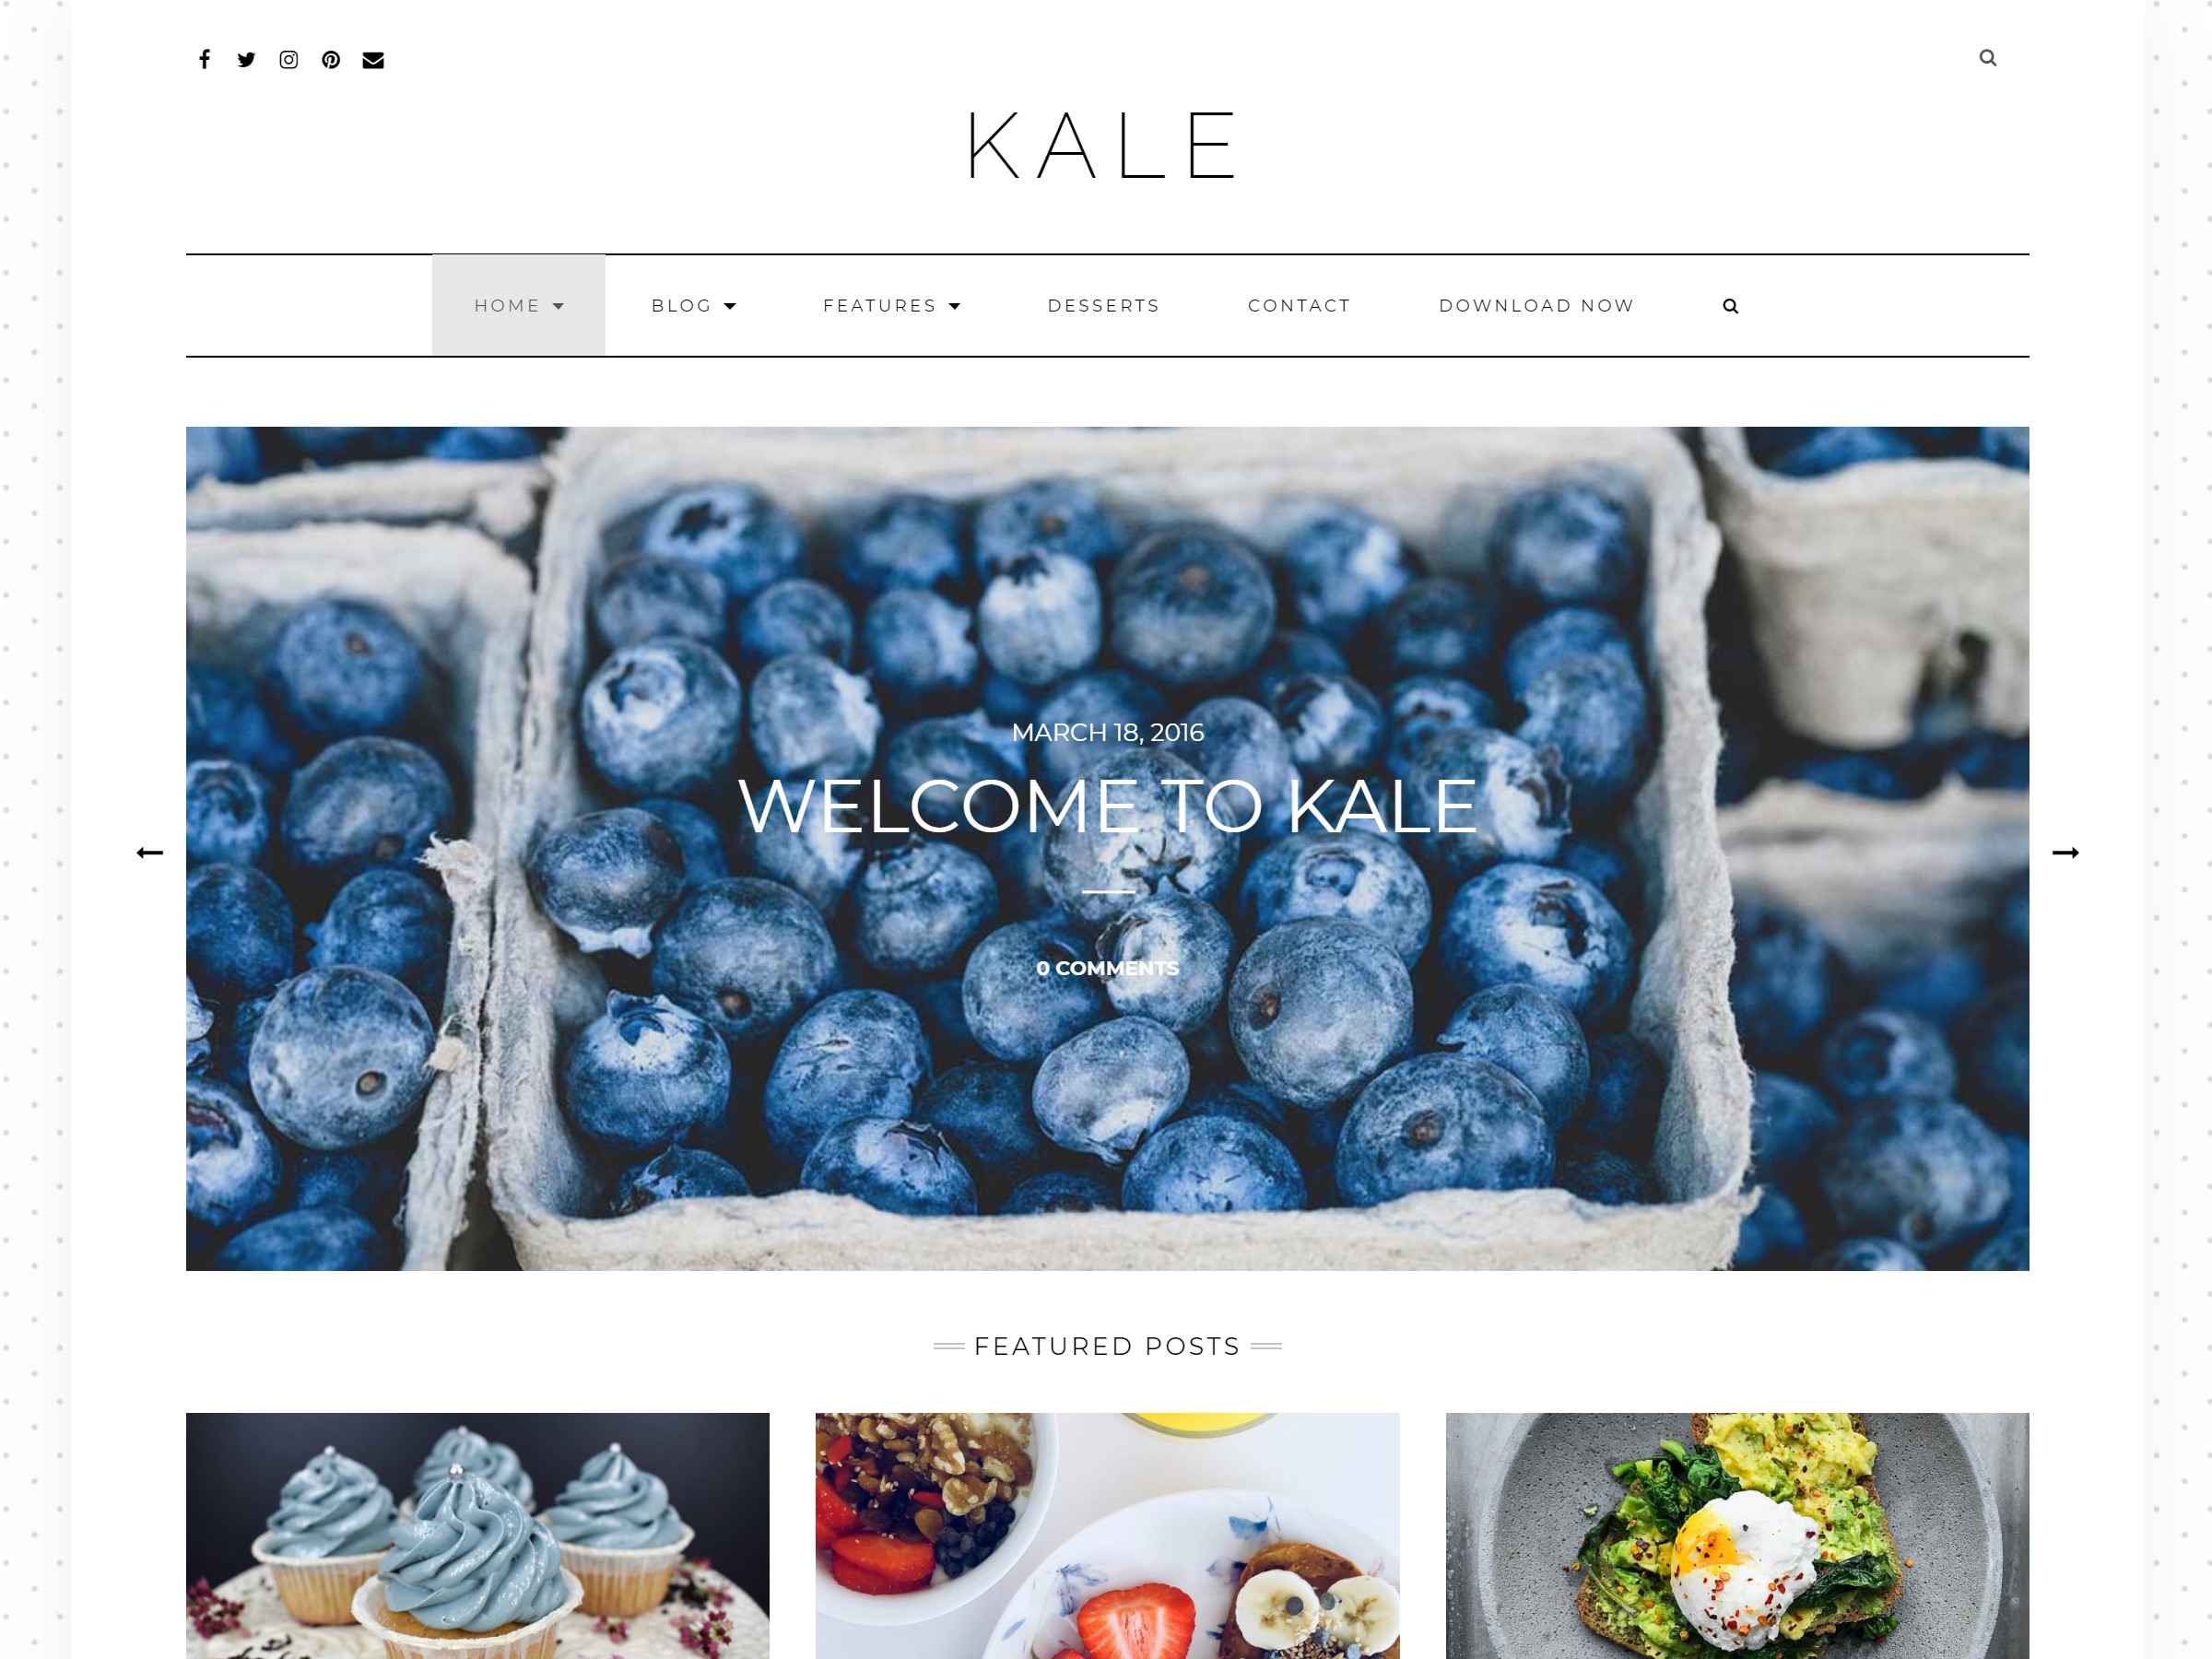 KALE
HOME BLOG FEATURES DESSERTS CONTACT DOWNLOAD NOW
MARCH 18, 2016
WELCOME TO KALE
0 COMMENTS
FEATURED POSTS